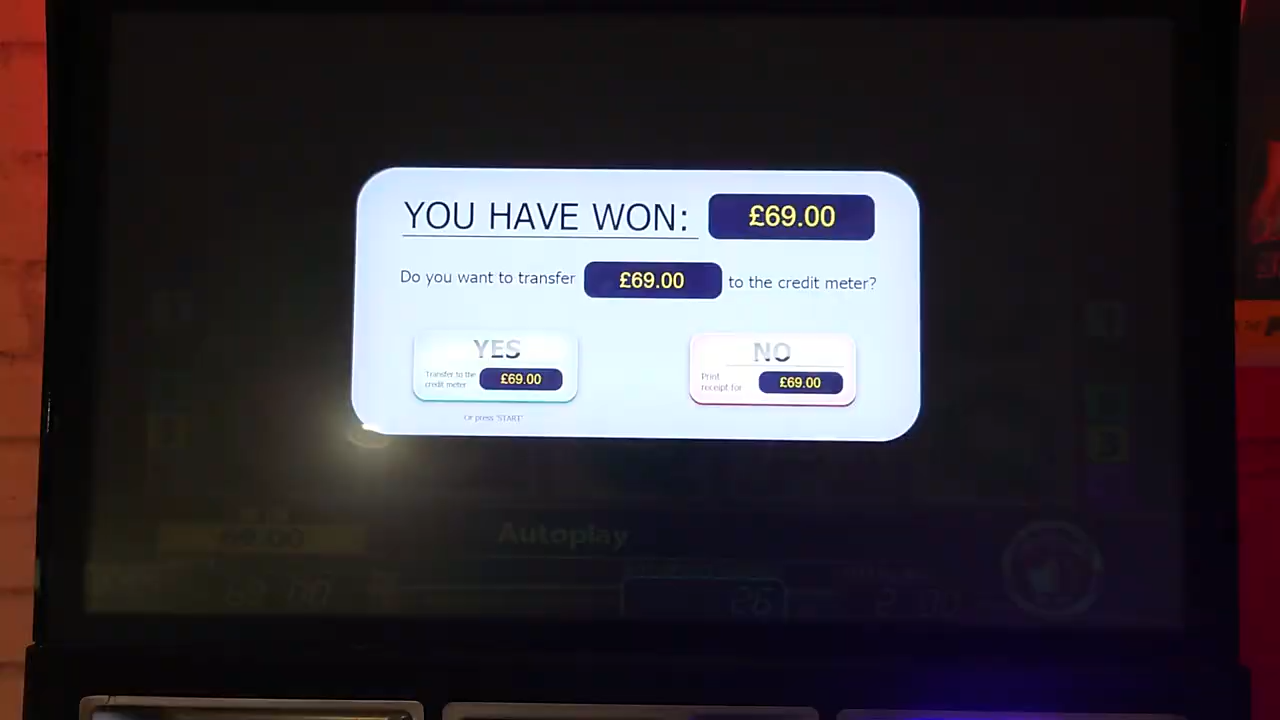 YOU HAVE WON: £69.00
Do you want to transfer £69.00 to the credit meter?
YES
Transfer to the
credit meter
£69.00
Or press 'START'
NO
Print
receipt for
£69.00
Autoplay
26